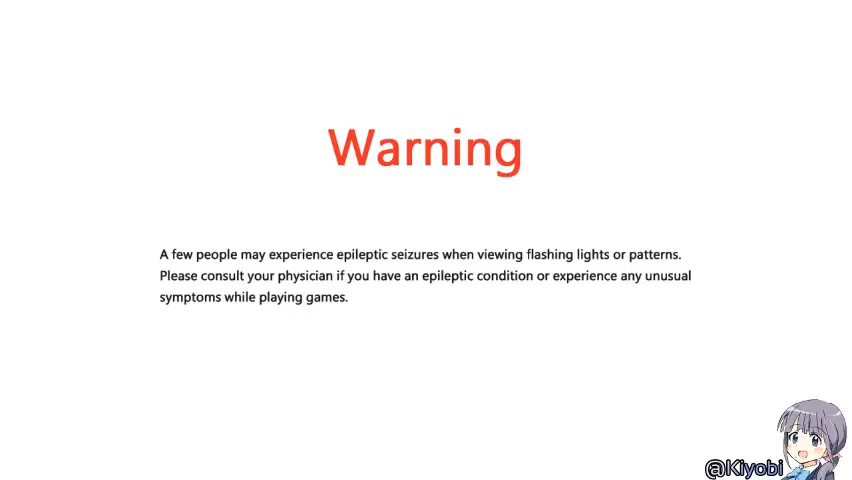 Warning
A few people may experience epileptic seizures when viewing flashing lights or patterns.
Please consult your physician if you have an epileptic condition or experience any unusual
symptoms while playing games.
@Kiyobi